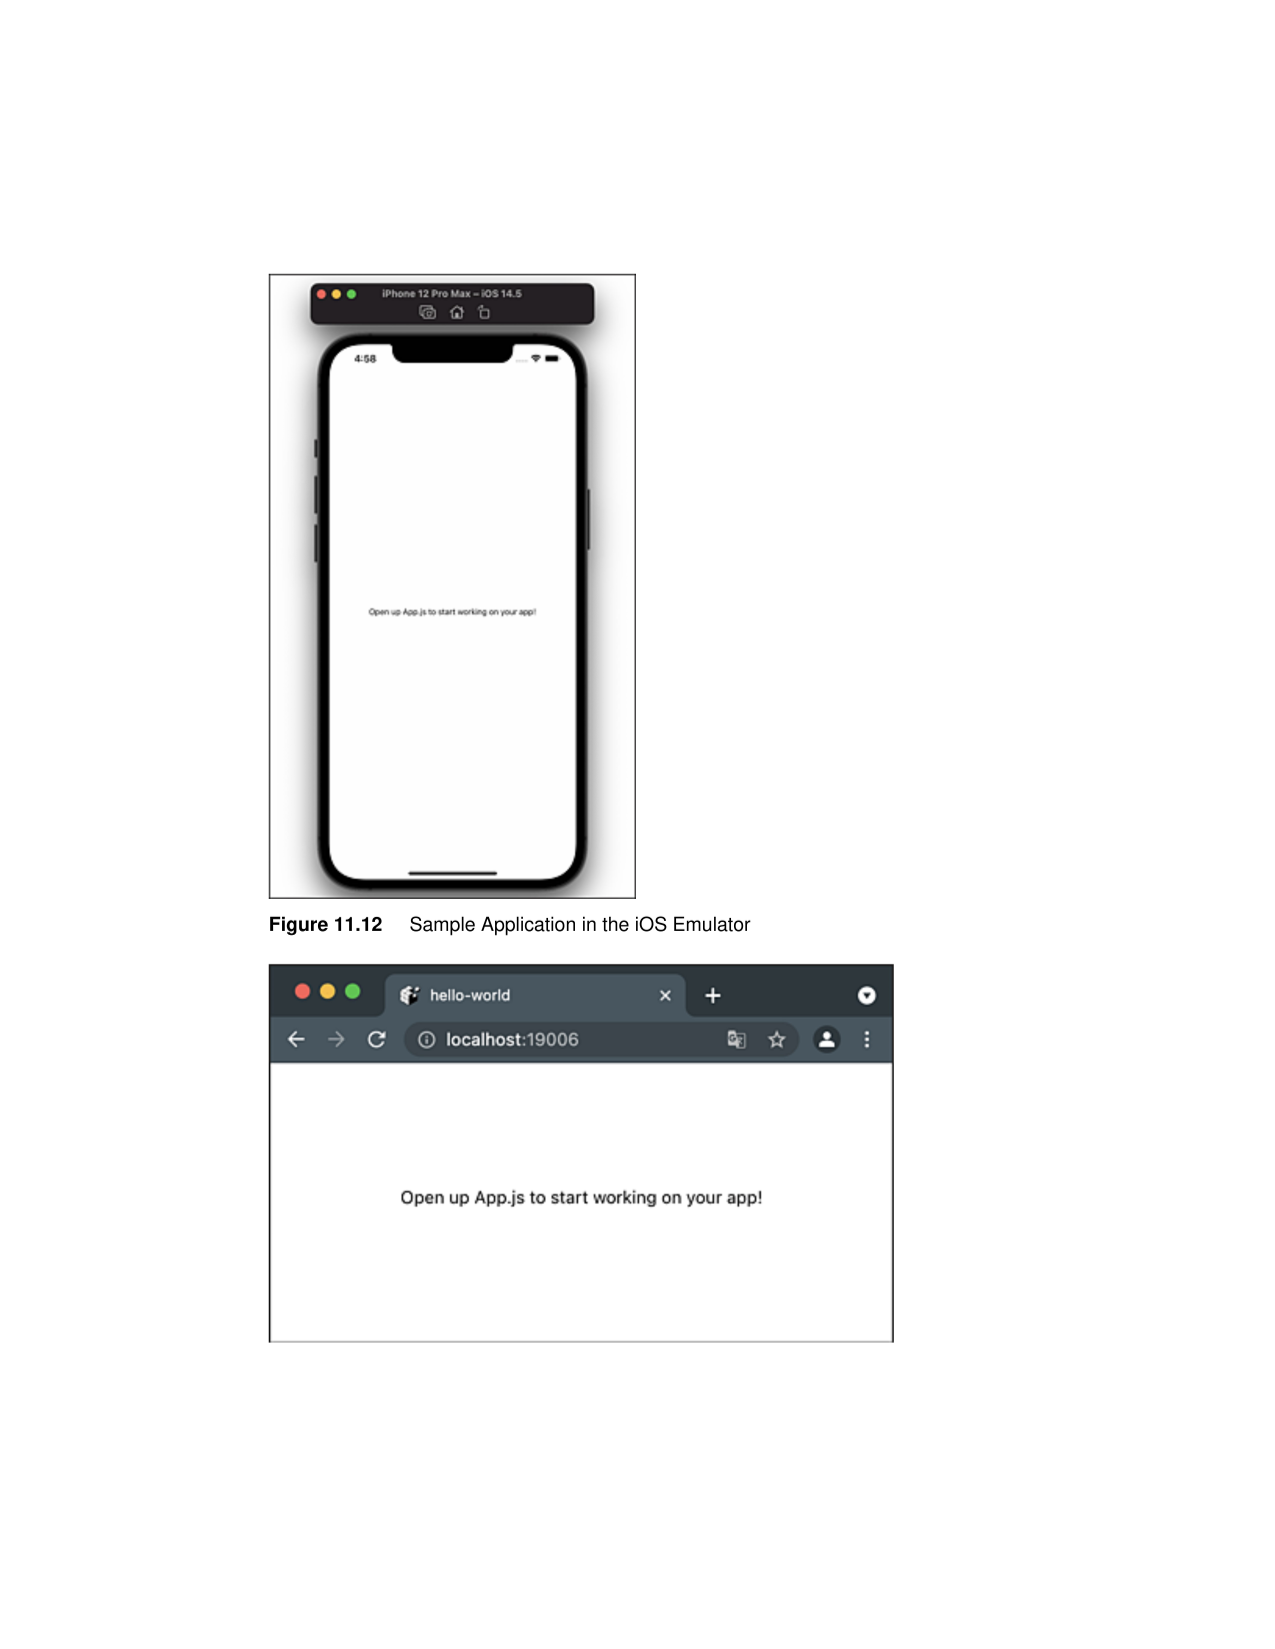 iPhone 12 Pro Max – iOS 14.5
4:58
Open up App.js to start working on your app!
Figure 11.12 Sample Application in the iOS Emulator
hello-world
localhost:19006
Open up App.js to start working on your app!